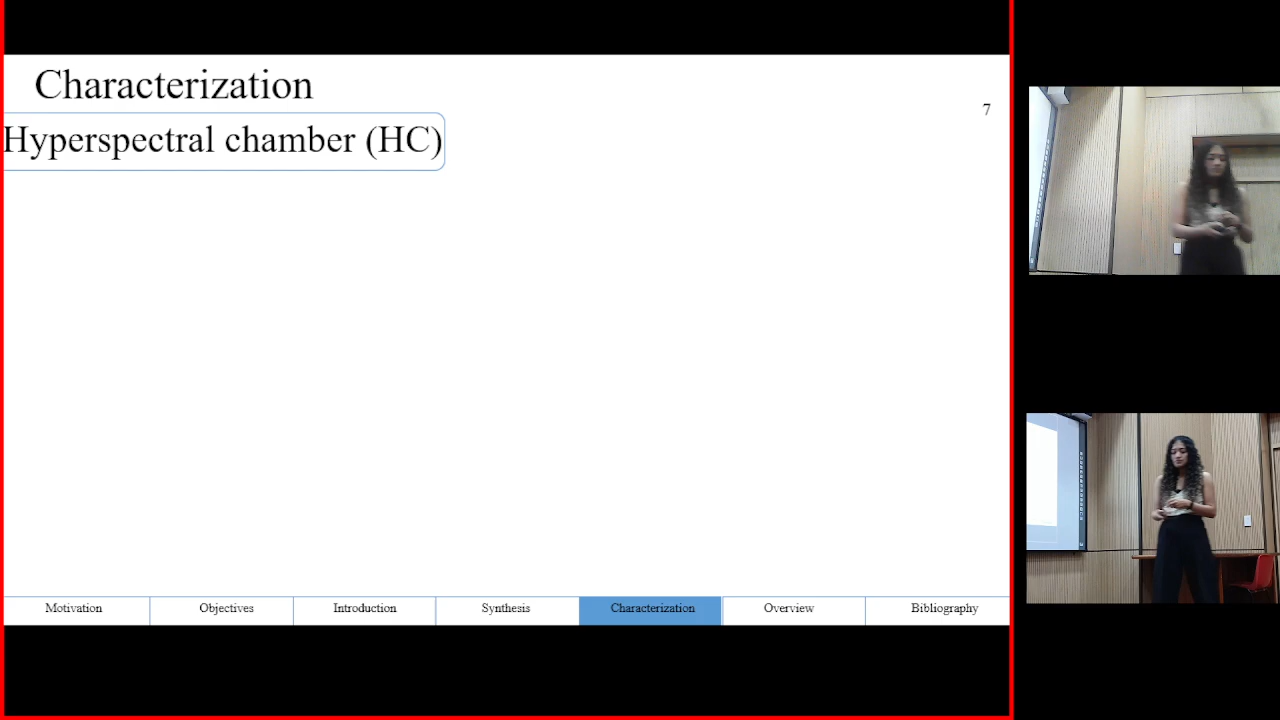 Characterization
7
Hyperspectral chamber (HC)
Motivation
Objectives
Introduction
Synthesis
Characterization
Overview
Bibliography